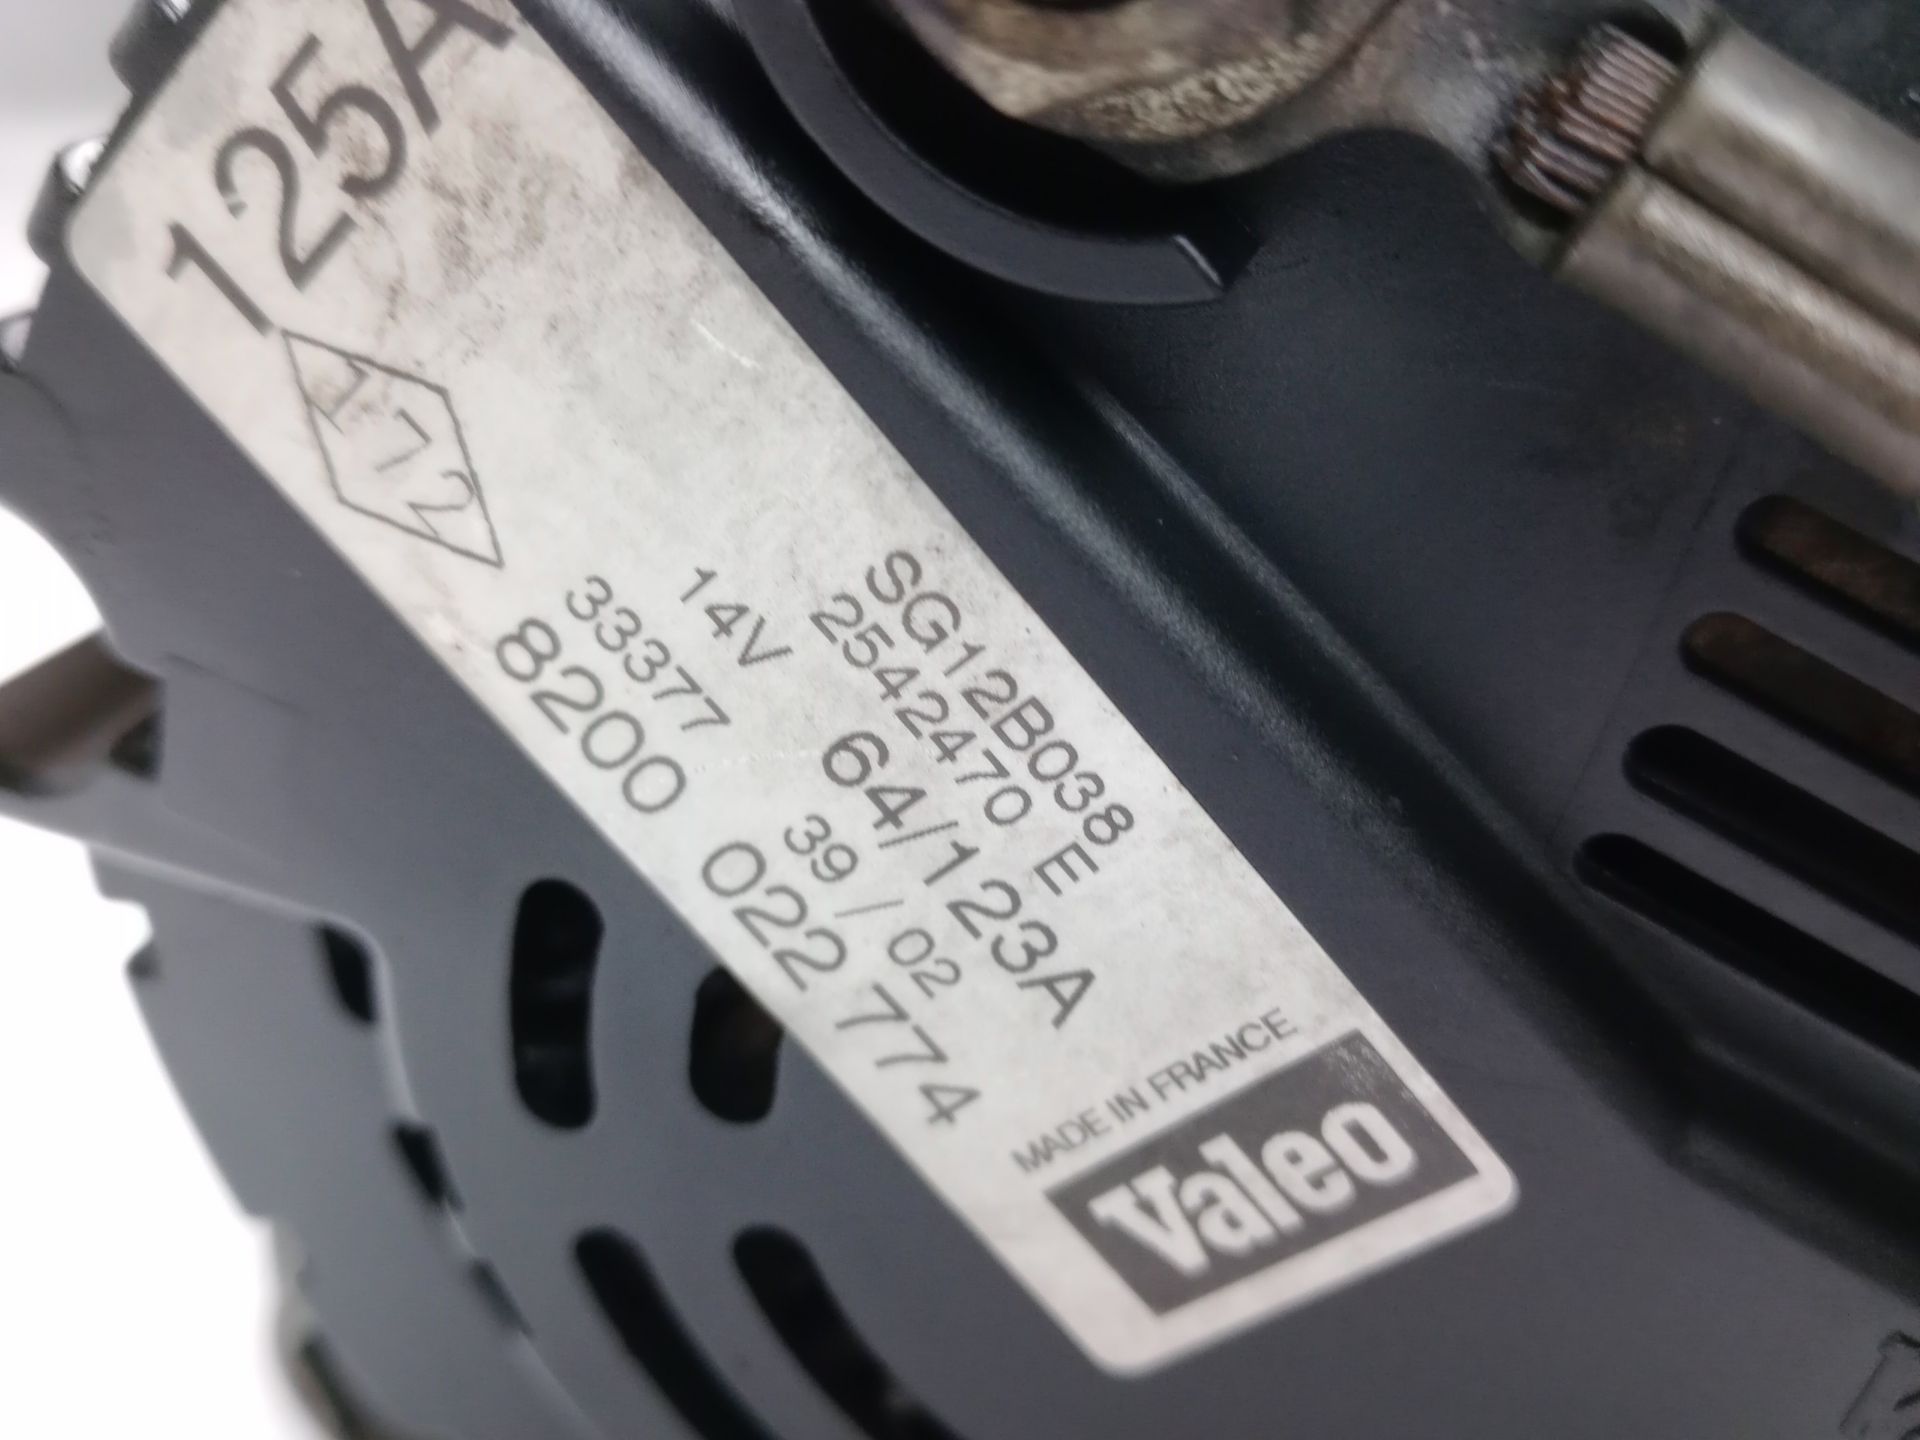 125A
172
SG12B038
2542470 E
14V 64/123A
33377 39/02
8200 022 774
MADE IN FRANCE
Valeo